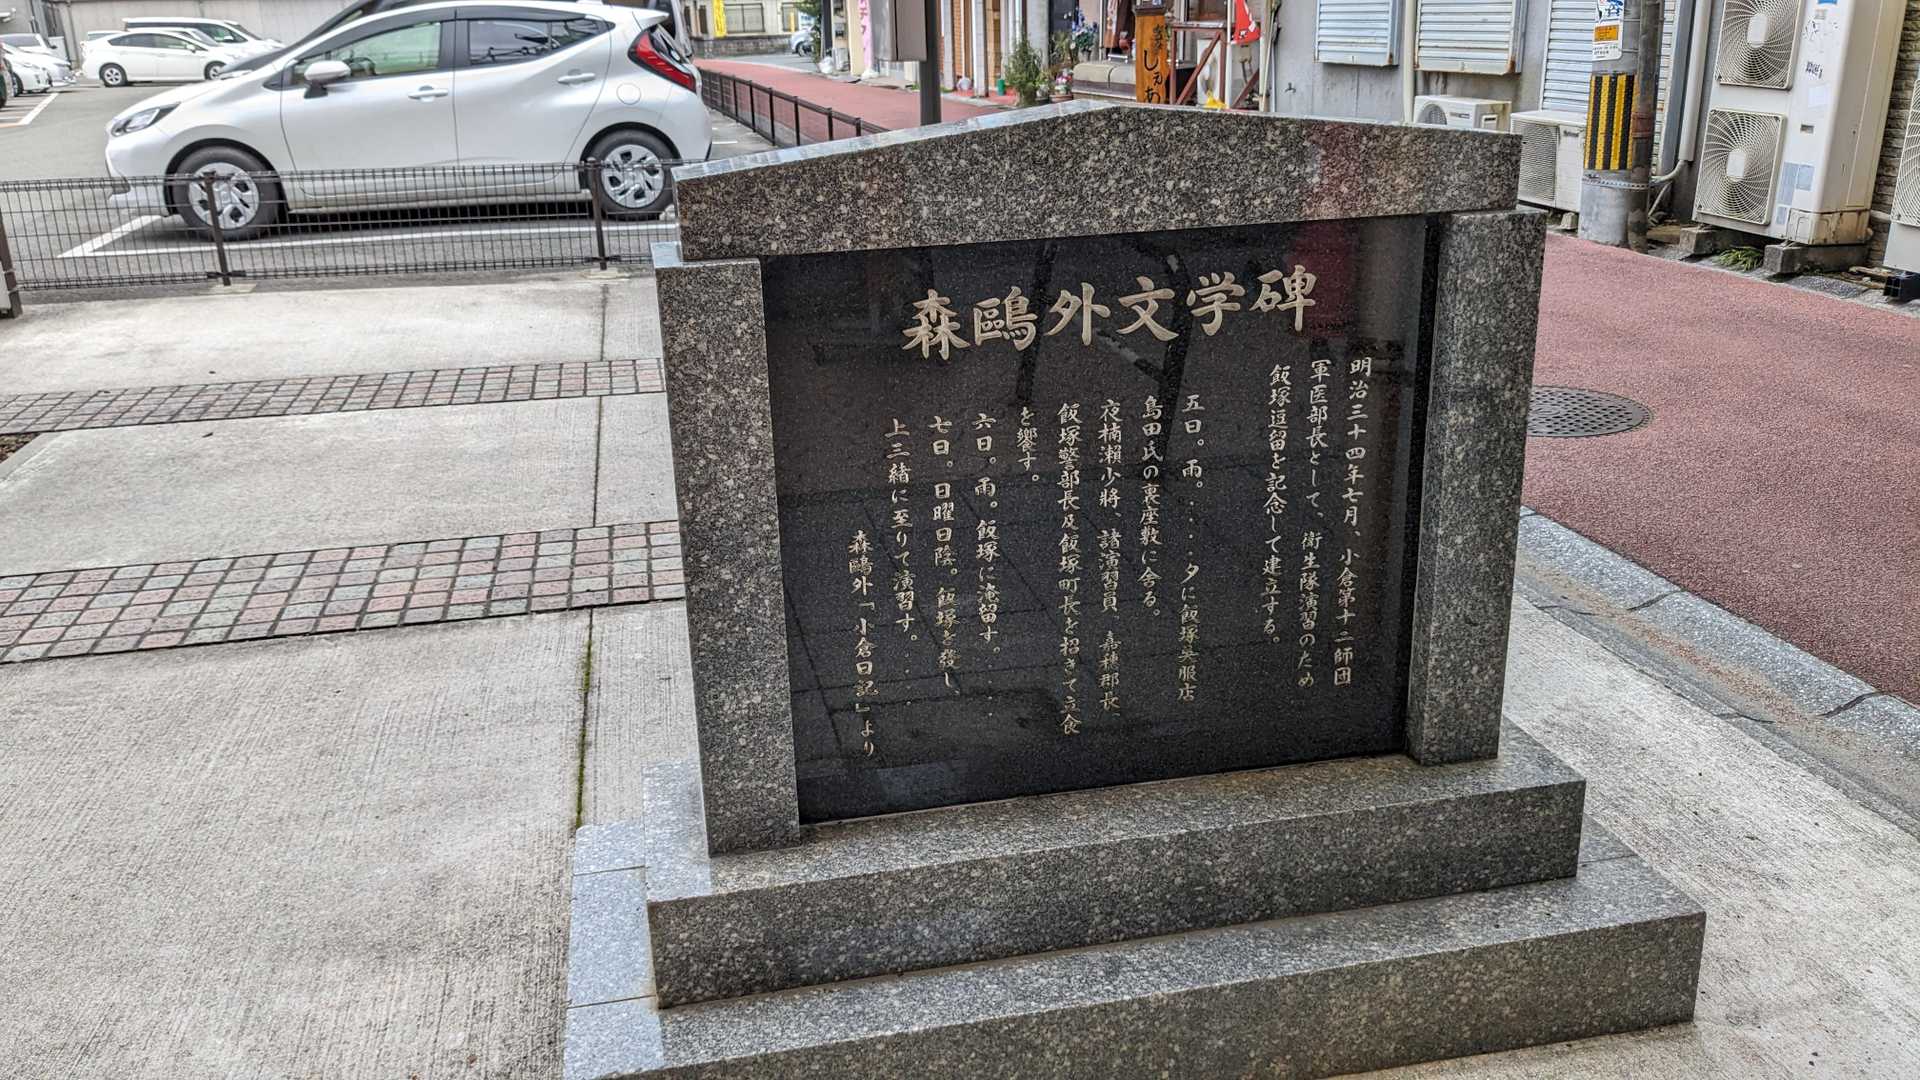 森鷗外文学碑
明治三十四年七月、小倉第十二師団
軍医部長として、衛生隊演習のため
飯塚逗留を記念して建立する。
五日。雨。・・・夕に飯塚呉服店
島田氏の裏座敷に舎る。
夜楠瀬少將、諸演習員、嘉穂郡長、
飯塚警部長及飯塚町長を招きて立食
を饗す。
六日。雨。飯塚に淹留す。・・・
七日。日曜日陰。飯塚を發し
上三緒に至りて演習す。・・・
森鷗外「小倉日記」より